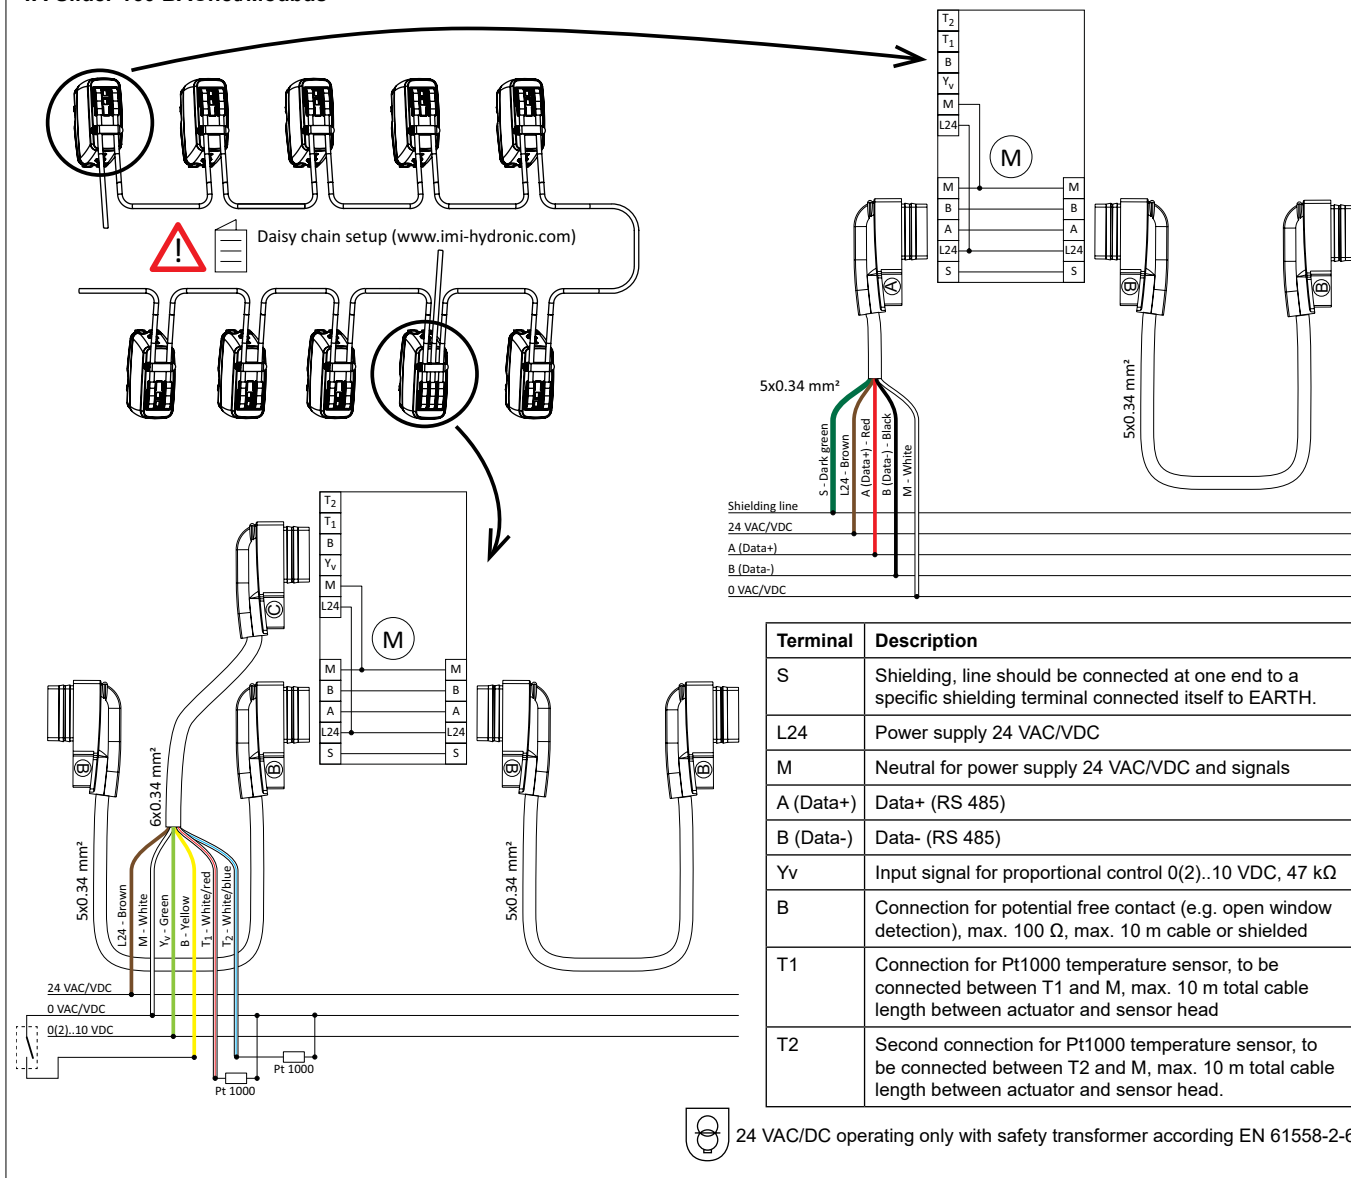 Daisy chain setup (www.imi-hydronic.com)
T2
T1
B
Yv
M
L24
M
M
B
A
L24
S
M
B
A
L24
S
A
B
B
5x0.34 mm²
5x0.34 mm²
S - Dark green
L24 - Brown
A (Data+) - Red
B (Data-) - Black
M - White
Shielding line
24 VAC/VDC
A (Data+)
B (Data-)
0 VAC/VDC
T2
T1
B
Yv
M
L24
M
M
B
A
L24
S
M
B
A
L24
S
C
B
B
B
B
6x0.34 mm²
5x0.34 mm²
5x0.34 mm²
L24 - Brown
M - White
Yv - Green
B - Yellow
T1 - White/red
T2 - White/blue
24 VAC/VDC
0 VAC/VDC
0(2)..10 VDC
Pt 1000
Pt 1000
Terminal Description
S Shielding, line should be connected at one end to a
specific shielding terminal connected itself to EARTH.
L24 Power supply 24 VAC/VDC
M Neutral for power supply 24 VAC/VDC and signals
A (Data+) Data+ (RS 485)
B (Data-) Data- (RS 485)
Yv Input signal for proportional control 0(2)..10 VDC, 47 kΩ
B Connection for potential free contact (e.g. open window
detection), max. 100 Ω, max. 10 m cable or shielded
T1 Connection for Pt1000 temperature sensor, to be
connected between T1 and M, max. 10 m total cable
length between actuator and sensor head
T2 Second connection for Pt1000 temperature sensor, to
be connected between T2 and M, max. 10 m total cable
length between actuator and sensor head.
24 VAC/DC operating only with safety transformer according EN 61558-2-6